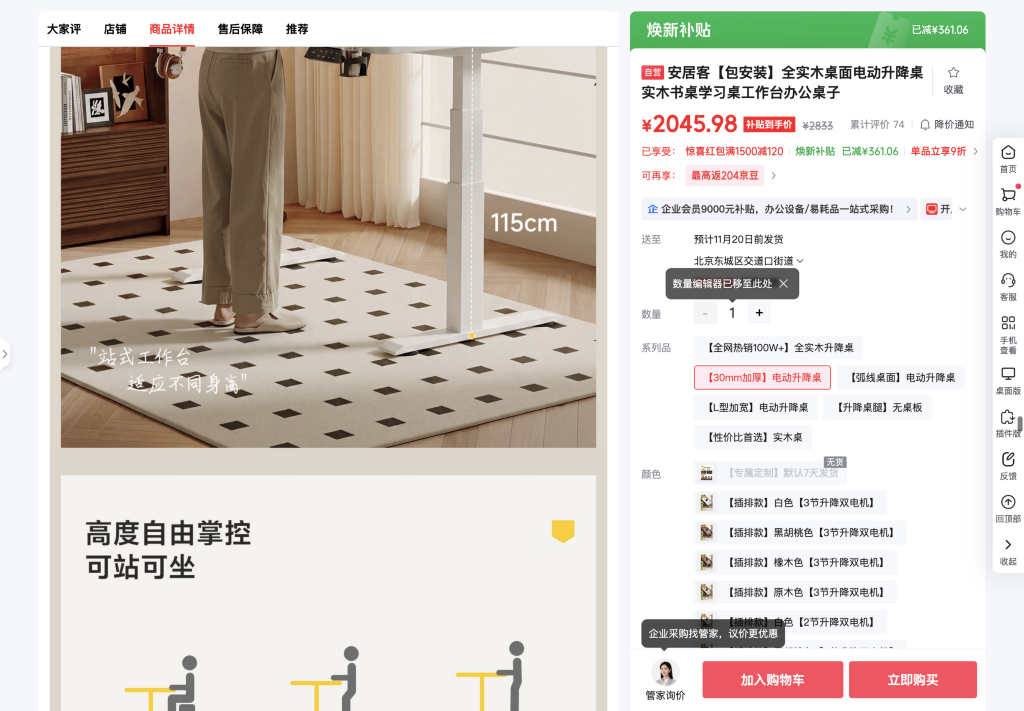 大家评 店铺 商品详情 售后保障 推荐
115cm
"站式工作台
适应不同身高"
高度自由掌控
可站可坐
焕新补贴 已减¥361.06
自营 安居客【包安装】全实木桌面电动升降桌
实木书桌学习桌工作台办公桌子
收藏
¥2045.98 补贴到手价 ¥2833 累计评价 74 降价通知
已享受: 惊喜红包满1500减120 焕新补贴 已减¥361.06 单品立享9折
可再享: 最高返204京豆
企 企业会员9000元补贴，办公设备/易耗品一站式采购! 开.
送至 预计11月20日前发货
北京东城区交道口街道
数量编辑器已移至此处
数量 - 1 +
系列品 【全网热销100W+】全实木升降桌
【30mm加厚】电动升降桌 【弧线桌面】电动升降桌
【L型加宽】电动升降桌 【升降桌腿】无桌板
【性价比首选】实木桌
颜色 【专属定制】默认7天发货 无货
【插排款】白色【3节升降双电机】
【插排款】黑胡桃色【3节升降双电机】
【插排款】橡木色【3节升降双电机】
【插排款】原木色【3节升降双电机】
【插排款】白色【2节升降双电机】
企业采购找管家，议价更优惠
管家询价
加入购物车 立即购买
首页
购物车
我的
客服
手机
查看
桌面版
插件版
反馈
回顶部
收起